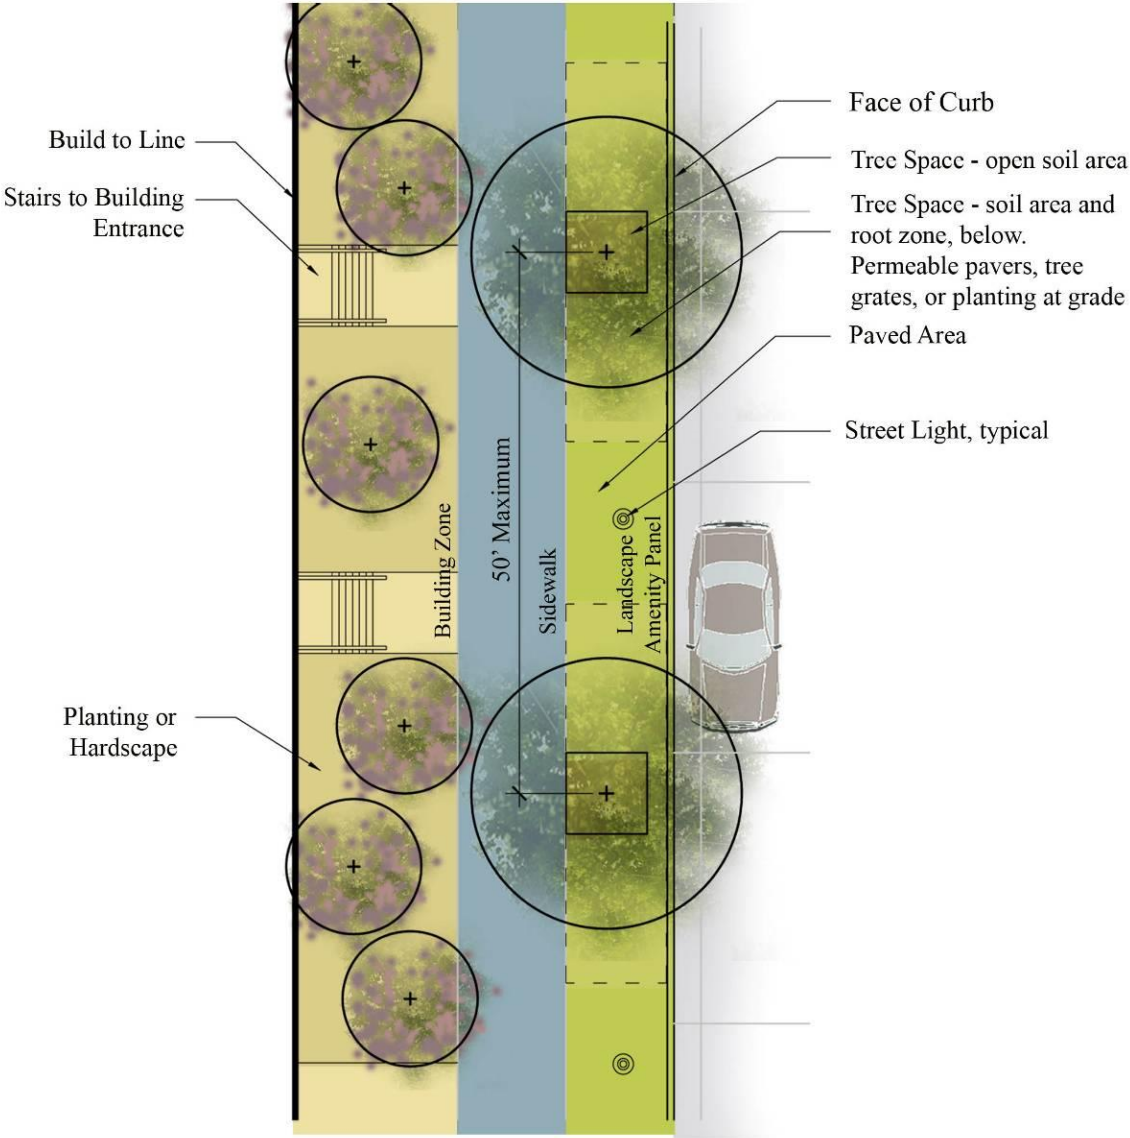 Build to Line
Stairs to Building
Entrance
Planting or
Hardscape
Building Zone
50’ Maximum
Sidewalk
Landscape
Amenity Panel
Face of Curb
Tree Space - open soil area
Tree Space - soil area and
root zone, below.
Permeable pavers, tree
grates, or planting at grade
Paved Area
Street Light, typical